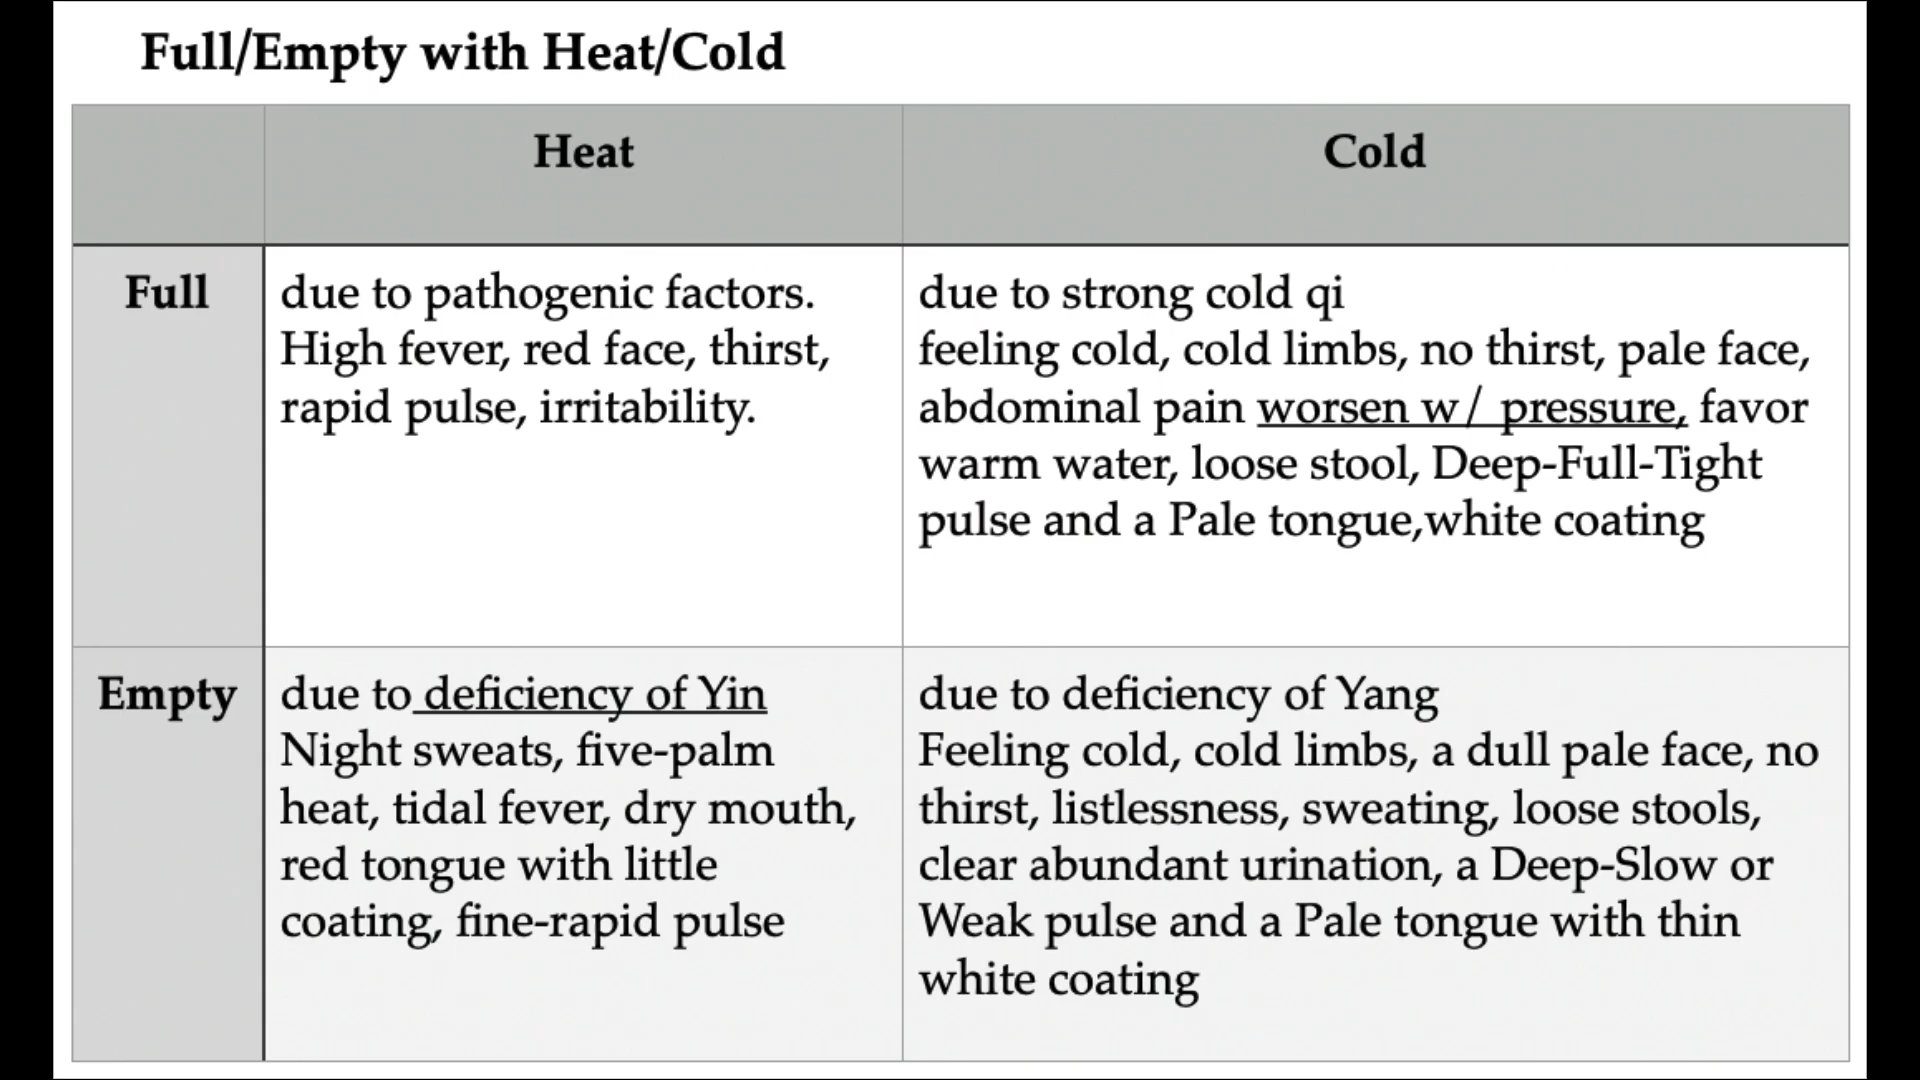 Full/Empty with Heat/Cold
Heat
Cold
Full
due to pathogenic factors.
High fever, red face, thirst,
rapid pulse, irritability.
due to strong cold qi
feeling cold, cold limbs, no thirst, pale face,
abdominal pain worsen w/ pressure, favor
warm water, loose stool, Deep-Full-Tight
pulse and a Pale tongue,white coating
Empty
due to deficiency of Yin
Night sweats, five-palm
heat, tidal fever, dry mouth,
red tongue with little
coating, fine-rapid pulse
due to deficiency of Yang
Feeling cold, cold limbs, a dull pale face, no
thirst, listlessness, sweating, loose stools,
clear abundant urination, a Deep-Slow or
Weak pulse and a Pale tongue with thin
white coating